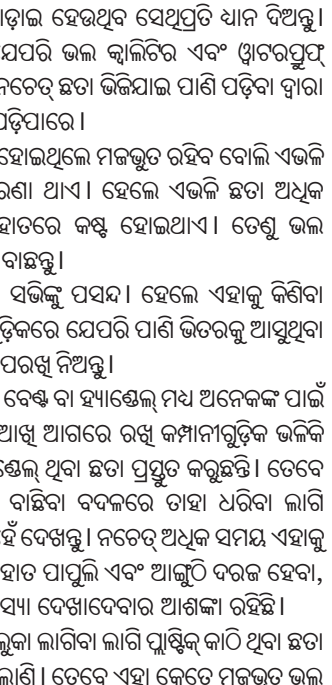 ଡ଼ାଇ ହେଉଥିବ ସେଥିପ୍ରତି ଧ୍ୟାନ ଦିଅନ୍ତୁ।
ଯେପରି ଭଲ କ୍ୱାଲିଟିର ଏବଂ ୱାଟରପ୍ରୁଫ୍
ନଚେତ୍ ଛତା ଭିଜିଯାଇ ପାଣି ପଡ଼ିବା ଦ୍ୱାରା
ପଡ଼ିପାରେ।
ହୋଇଥିଲେ ମଜଭୁତ ରହିବ ବୋଲି ଏଭଳି
ରଣା ଥାଏ। ହେଲେ ଏଭଳି ଛତା ଅଧିକ
ହାତରେ କଷ୍ଟ ହୋଇଥାଏ। ତେଣୁ ଭଲ
ବାଛନ୍ତୁ।
ସଭିଙ୍କୁ ପସନ୍ଦ। ହେଲେ ଏହାକୁ କିଣିବା
ଡ଼ିକରେ ଯେପରି ପାଣି ଭିତରକୁ ଆସୁଥିବା
ପରଖି ନିଅନ୍ତୁ।
ବେଣ୍ଟ ବା ହ୍ୟାଣ୍ଡେଲ୍ ମଧ୍ୟ ଅନେକଙ୍କ ପାଇଁ
ଆଖି ଆଗରେ ରଖି କମ୍ପାନୀଗୁଡ଼ିକ ଭଳିକି
ଣ୍ଡେଲ୍ ଥିବା ଛତା ପ୍ରସ୍ତୁତ କରୁଛନ୍ତି। ତେବେ
ବାଛିବା ବଦଳରେ ତାହା ଧରିବା ଲାଗି
ହିଁ ଦେଖନ୍ତୁ। ନଚେତ୍ ଅଧିକ ସମୟ ଏହାକୁ
ହାତ ପାପୁଲି ଏବଂ ଆଙ୍ଗୁଠି ଦରଜ ହେବା,
ସ୍ୟା ଦେଖାଦେବାର ଆଶଙ୍କା ରହିଛି।
ଲୁକା ଲାଗିବା ଲାଗି ପ୍ଲାଷ୍ଟିକ୍ କାଠି ଥିବା ଛତା
ଲାଣି। ତେବେ ଏହା କେତେ ମଜଭୁତ ଭଲ